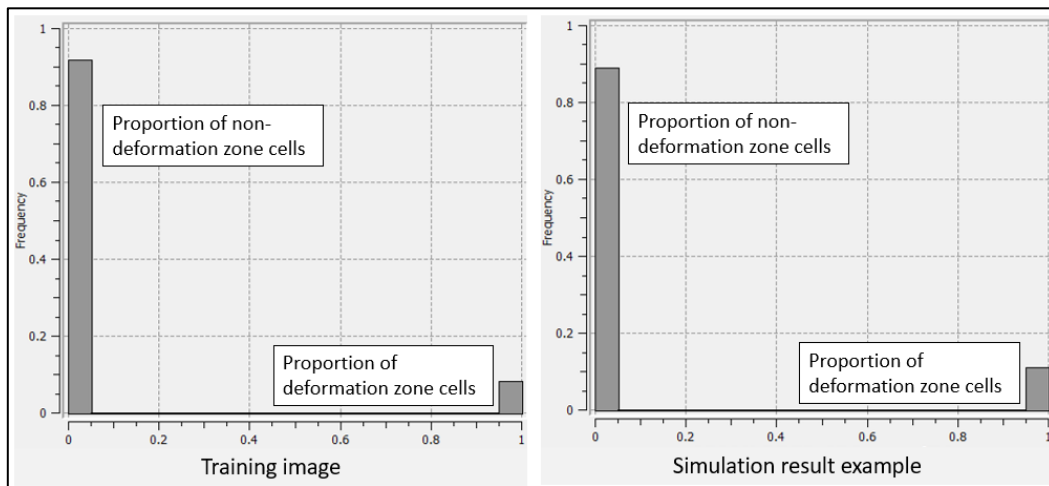 1
0.8
0.6
0.4
0.2
0
Frequency
Proportion of non-
deformation zone cells
Proportion of
deformation zone cells
0 0.2 0.4 0.6 0.8 1
Training image
1
0.8
0.6
0.4
0.2
0
Frequency
Proportion of non-
deformation zone cells
Proportion of
deformation zone cells
0 0.2 0.4 0.6 0.8 1
Simulation result example